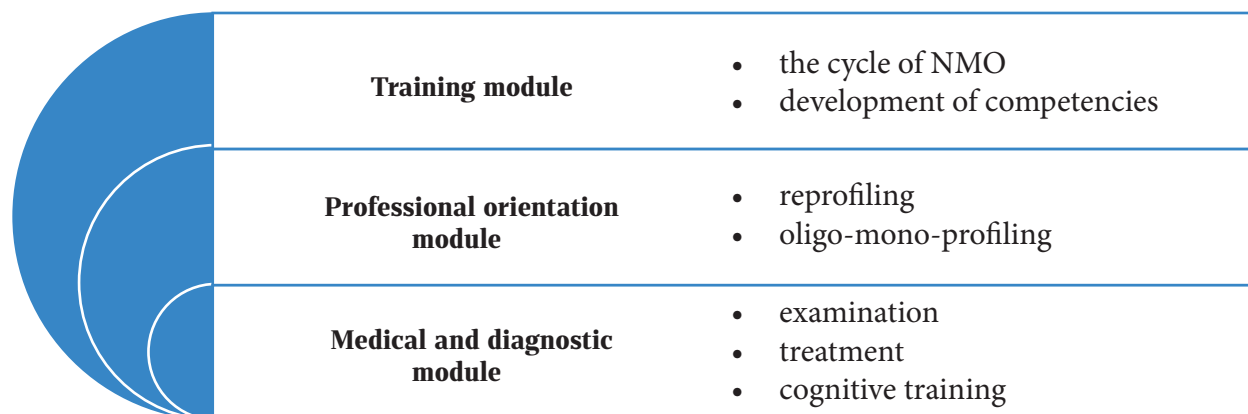 Training module
• the cycle of NMO
• development of competencies
Professional orientation
module
• reprofiling
• oligo-mono-profiling
Medical and diagnostic
module
• examination
• treatment
• cognitive training